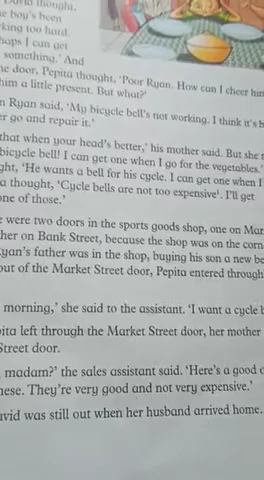 thought,
e boy's been
king too hard.
haps I can get
something.' And
he door, Pepita thought, 'Poor Ryan. How can I cheer
him a little present. But what?'
n Ryan said, 'My bicycle bell's not working. I think it's
er go and repair it.'
that when your head's better,' his mother said. But she
bicycle bell! I can get one when I go for the vegetables.'
ght, 'He wants a bell for his cycle. I can get one when I
a thought, 'Cycle bells are not too expensive¹. I'll get
one of those.'
e were two doors in the sports goods shop, one on Mar
her on Bank Street, because the shop was on the corn
yan's father was in the shop, buying his son a new be
out of the Market Street door, Pepita entered through
morning,' she said to the assistant. 'I want a cycle b
ita left through the Market Street door, her mother
Street door.
madam?' the sales assistant said. 'Here's a good
hese. They're very good and not very expensive.'
avid was still out when her husband arrived home.